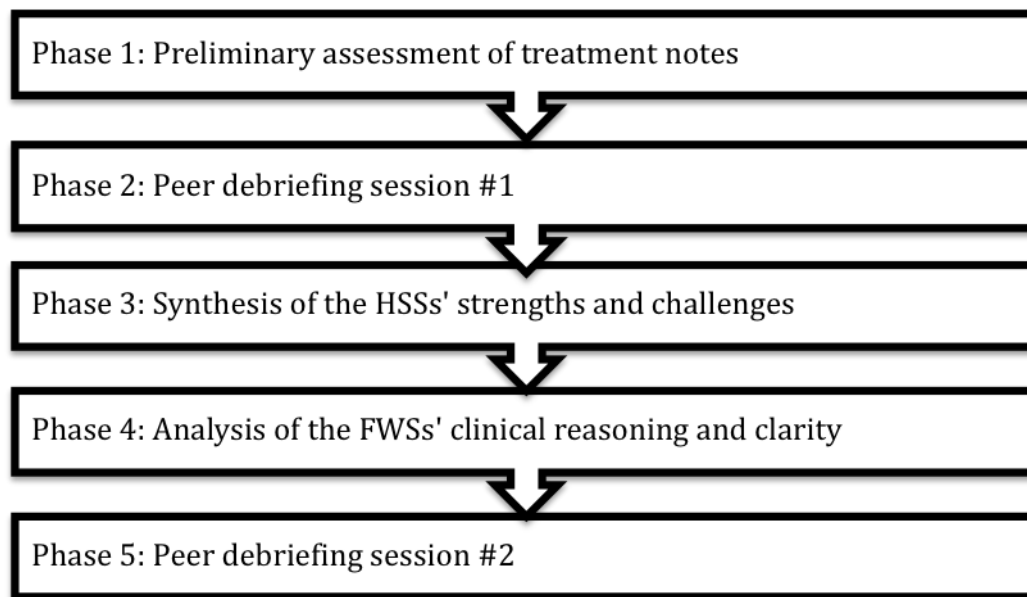 Phase 1: Preliminary assessment of treatment notes
Phase 2: Peer debriefing session #1
Phase 3: Synthesis of the HSSs' strengths and challenges
Phase 4: Analysis of the FWSs' clinical reasoning and clarity
Phase 5: Peer debriefing session #2